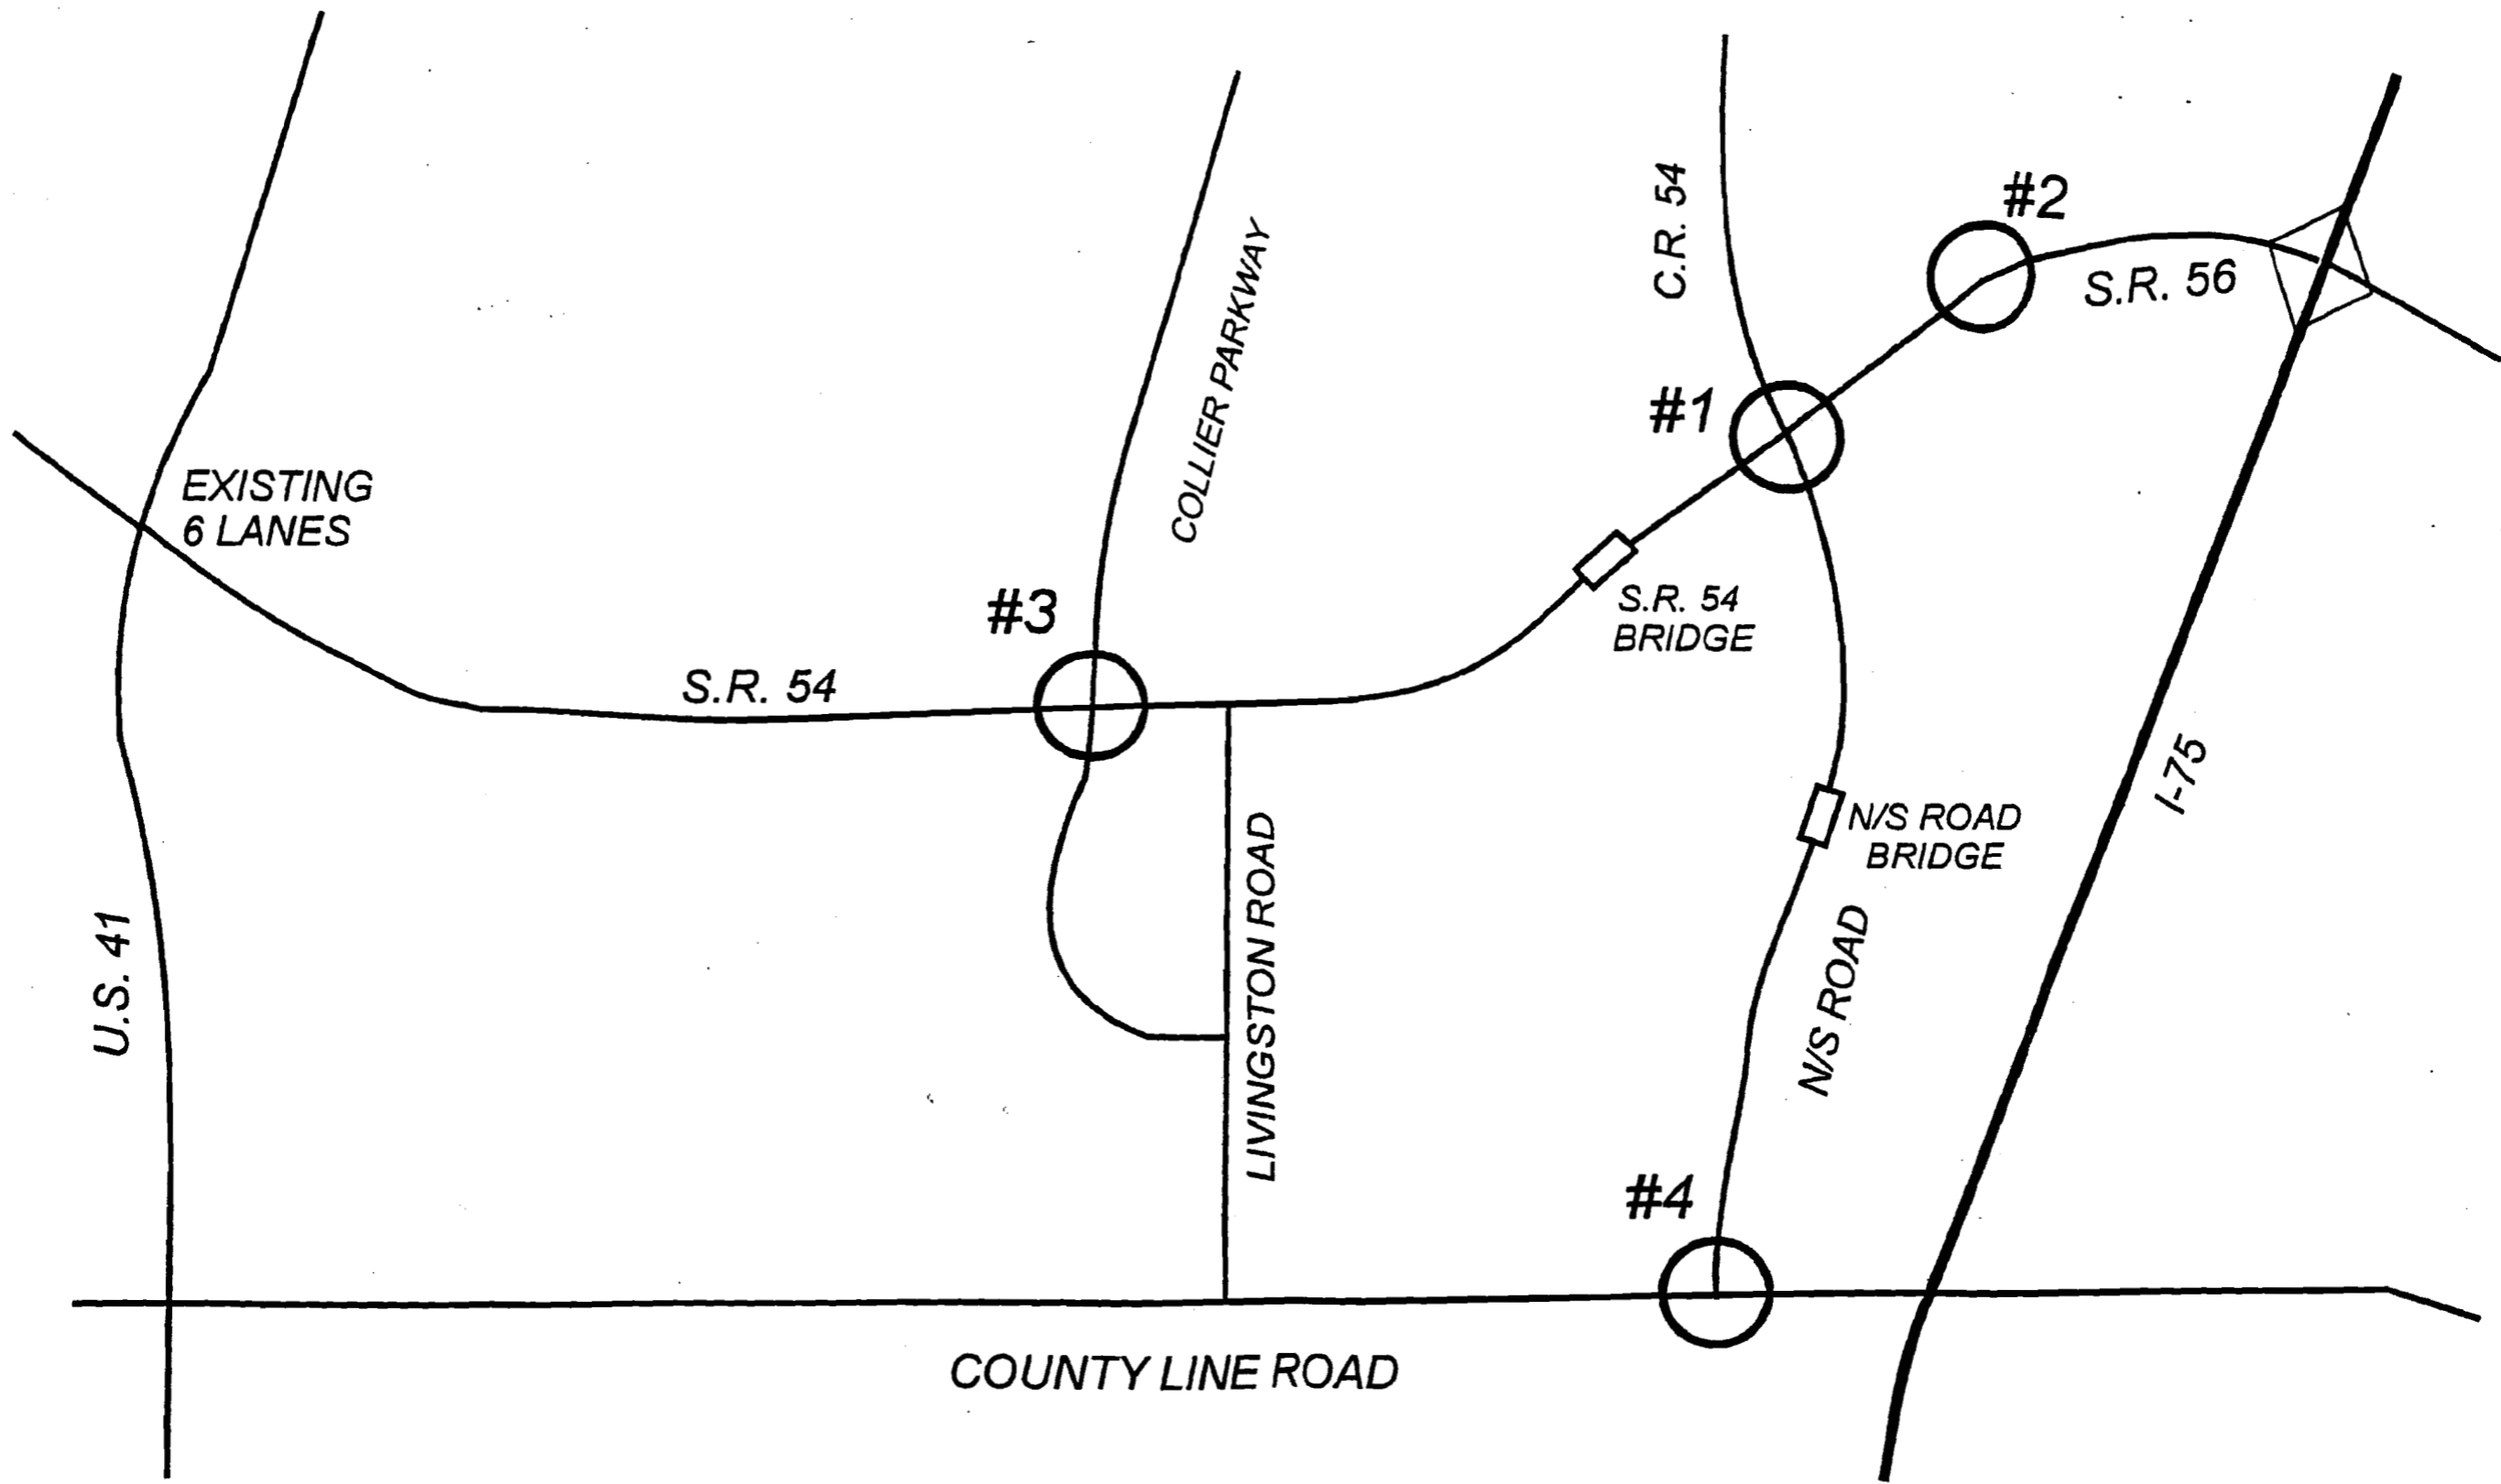 C.R. 54
#2
S.R. 56
COLLIER PARKWAY
#1
EXISTING
6 LANES
S.R. 54
BRIDGE
#3
S.R. 54
I-75
N/S ROAD
BRIDGE
LIVINGSTON ROAD
U.S. 41
N/S ROAD
#4
COUNTY LINE ROAD